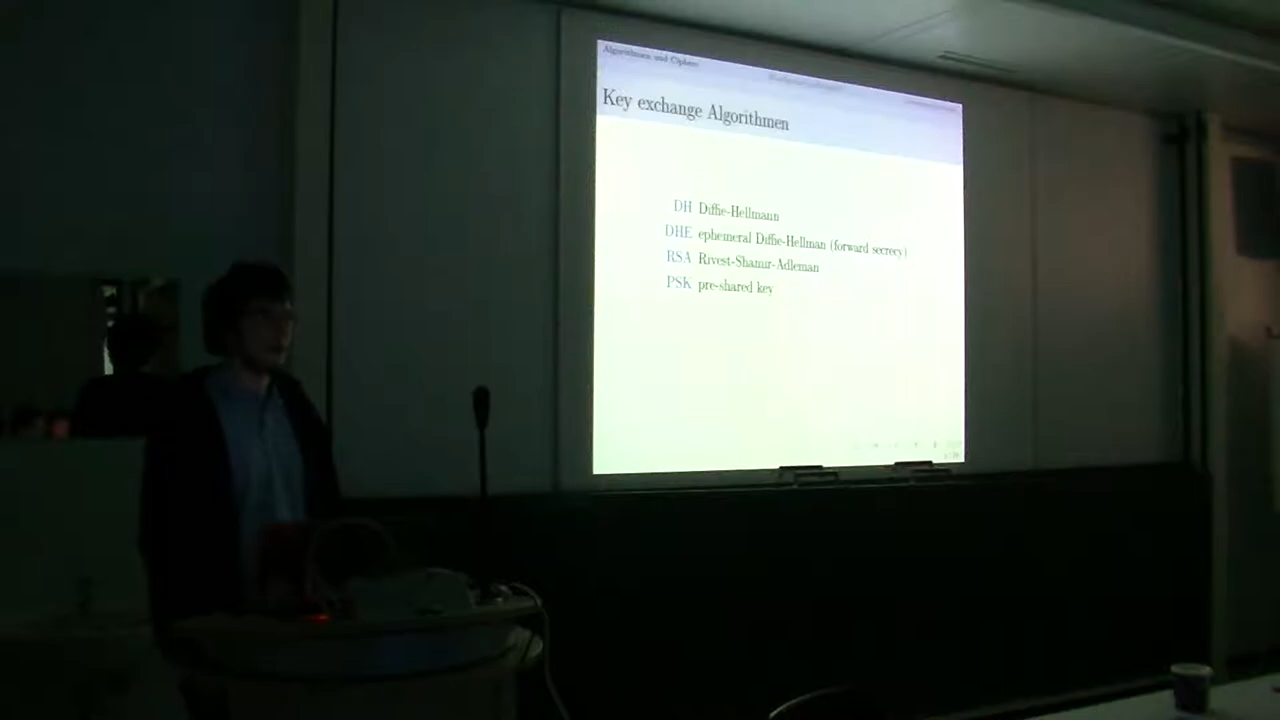 Algorithmen und Ciphers
Key exchange Algorithmen
DH Diffie-Hellmann
DHE ephemeral Diffie-Hellman (forward secrecy)
RSA Rivest-Shamir-Adleman
PSK pre-shared key